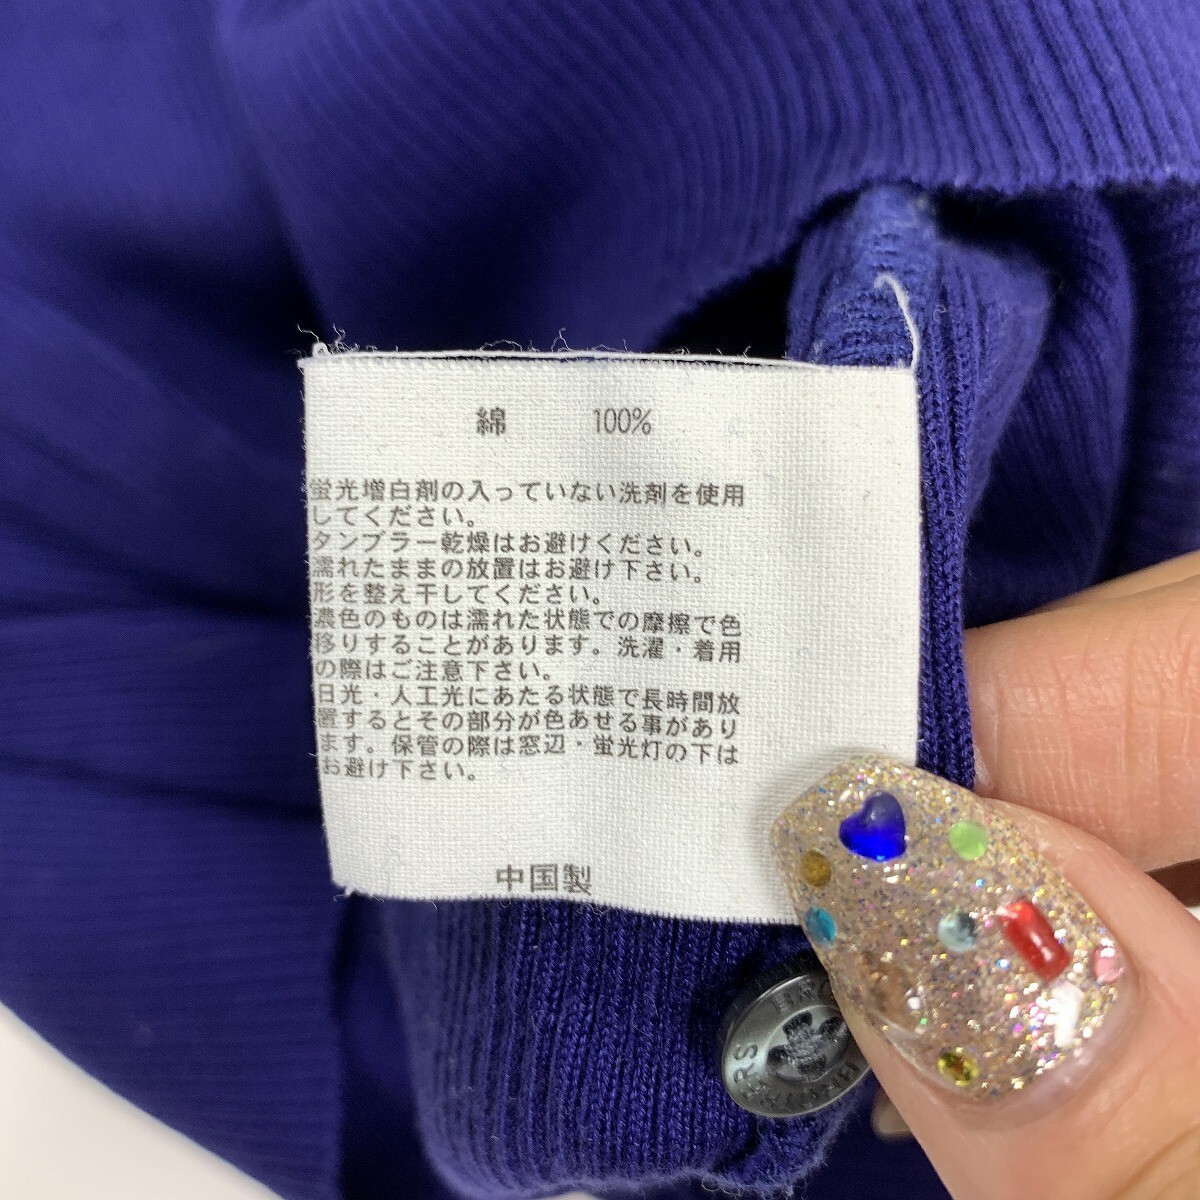 綿 100%
蛍光増白剤の入っていない洗剤を使用
してください。
タンブラー乾燥はお避けください。
濡れたままの放置はお避け下さい。
形を整え干してください。
濃色のものは濡れた状態での摩擦で色
移りすることがあります。洗濯・着用
の際はご注意下さい。
日光・人工光にあたる状態で長時間放
置するとその部分が色あせる事があり
ます。保管の際は窓辺・蛍光灯の下は
お避け下さい。
中国製